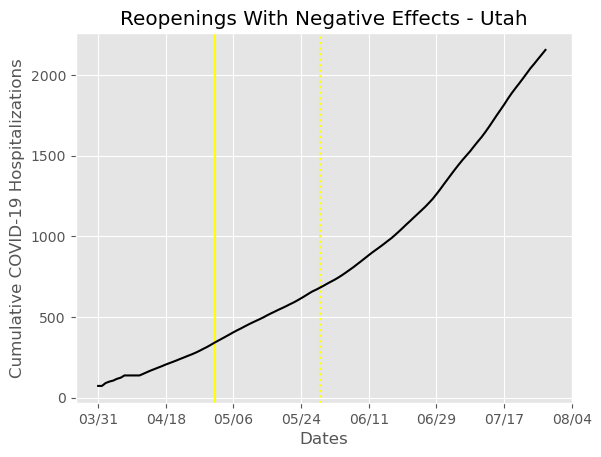 Reopenings With Negative Effects - Utah
Cumulative COVID-19 Hospitalizations
2000
1500
1000
500
0
03/31 04/18 05/06 05/24 06/11 06/29 07/17 08/04
Dates